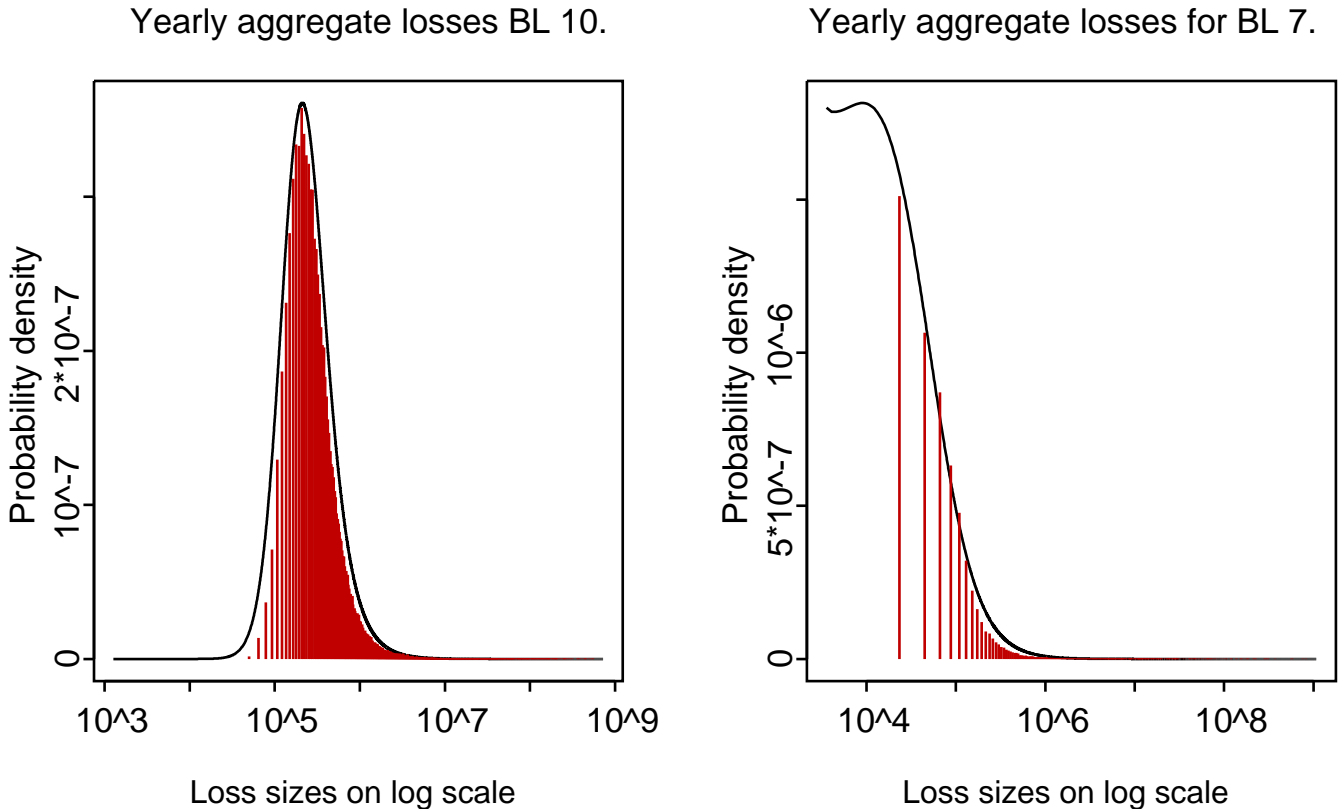 Yearly aggregate losses BL 10.
Probability density
0
10^-7
2*10^-7
10^3
10^5
10^7
10^9
Loss sizes on log scale
Yearly aggregate losses for BL 7.
Probability density
0
5*10^-7
10^-6
10^4
10^6
10^8
Loss sizes on log scale